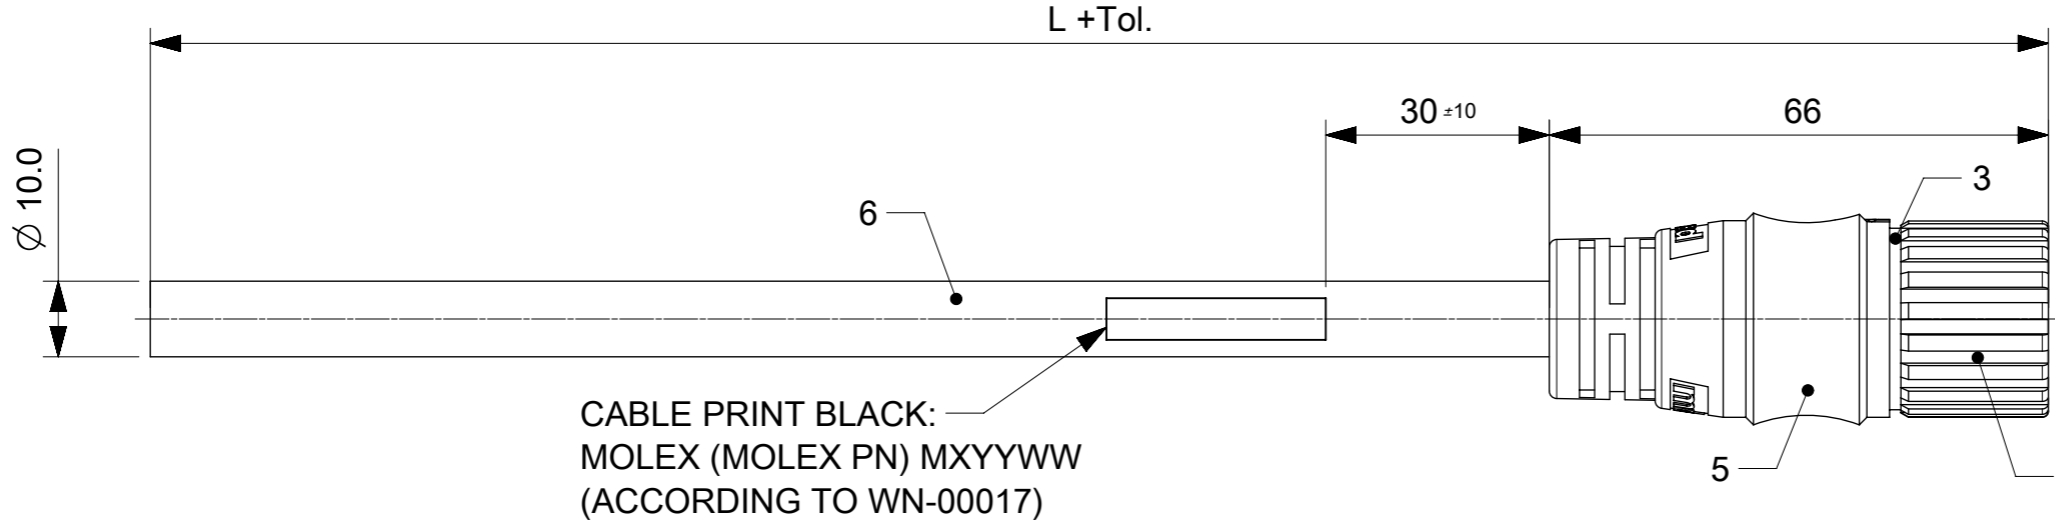 L +Tol.
30 ±10
66
Ø 10.0
3
6
CABLE PRINT BLACK:
MOLEX (MOLEX PN) MXYYWW
(ACCORDING TO WN-00017)
5